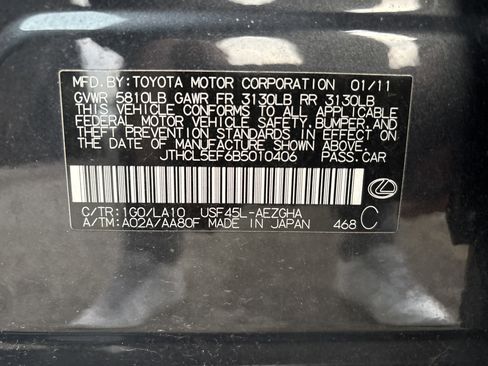 MFD.BY:TOYOTA MOTOR CORPORATION 01/11
GVWR 5810LB GAWR FR 3130LB RR 3130LB
THIS VEHICLE CONFORMS TO ALL APPLICABLE
FEDERAL MOTOR VEHICLE SAFETY,BUMPER,AND
THEFT PREVENTION STANDARDS IN EFFECT ON
THE DATE OF MANUFACTURE SHOWN ABOVE.
JTHCL5EF6B5010406 PASS.CAR
C/TR:1G0/LA10 USF45L-AEZGHA
A/TM:A02A/AA80F MADE IN JAPAN 468 C